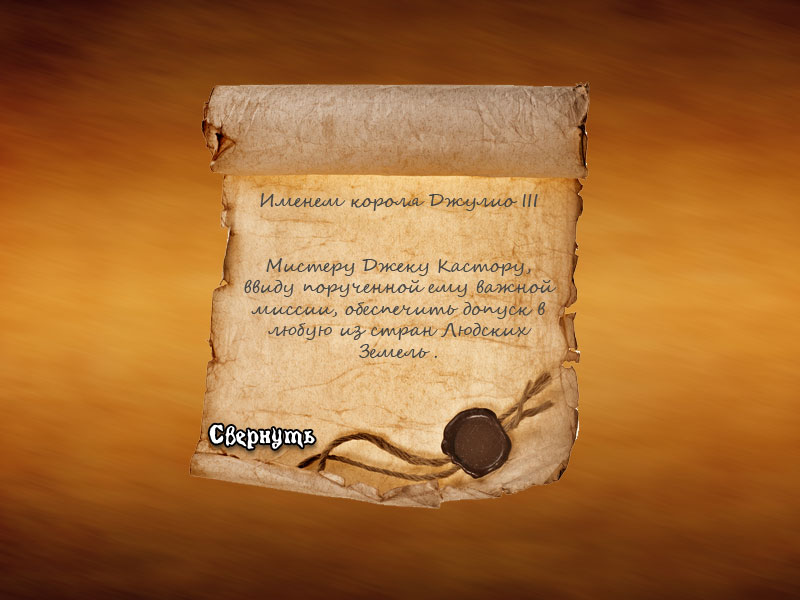 Именем короля Джулио III
Мистеру Джеку Кастору,
ввиду порученной ему важной
миссии, обеспечить допуск в
любую из стран Людских
Земель .
Свернуть